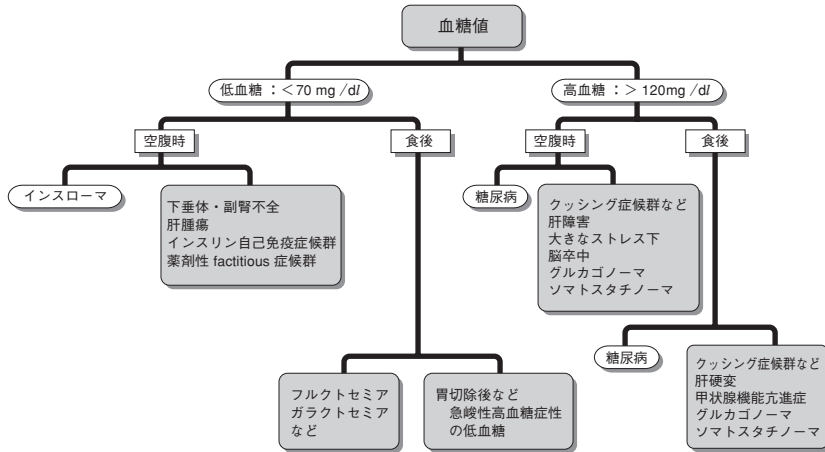 血糖値
低血糖：＜70 mg /dl
高血糖：＞ 120mg /dl
空腹時
食後
空腹時
食後
インスローマ
下垂体・副腎不全
肝腫瘍
インスリン自己免疫症候群
薬剤性 factitious 症候群
糖尿病
クッシング症候群など
肝障害
大きなストレス下
脳卒中
グルカゴノーマ
ソマトスタチノーマ
フルクトセミア
ガラクトセミア
など
胃切除後など
急峻性高血糖症性
の低血糖
糖尿病
クッシング症候群など
肝硬変
甲状腺機能亢進症
グルカゴノーマ
ソマトスタチノーマ